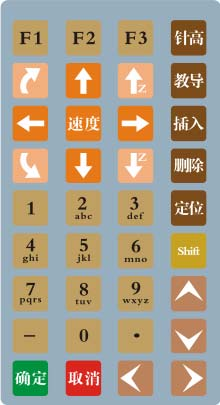 F1 F2 F3 针高
教导
Z
速度 插入
Z
删除
1 2 3 定位
abc def
4 5 6 Shift
ghi jkl mno
7 8 9
pqrs tuv wxyz
- 0 .
确定 取消